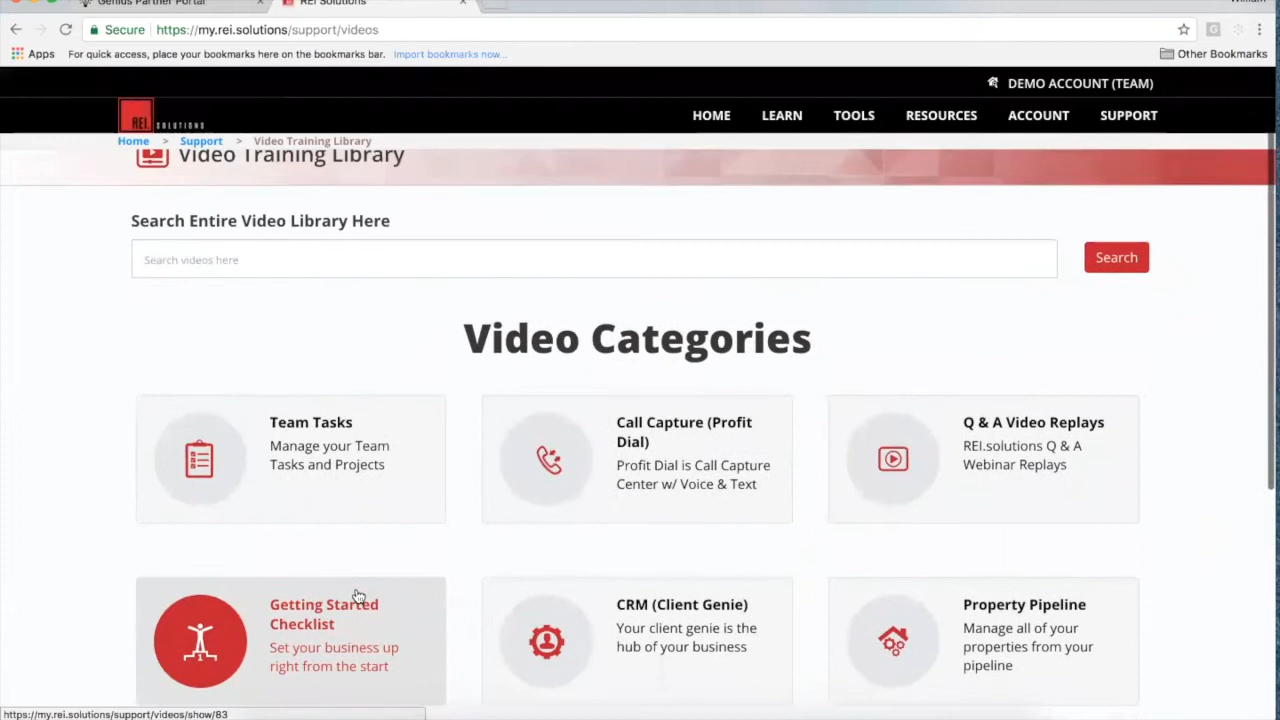 Genius Partner Portal
REI Solutions
Secure https://my.rei.solutions/support/videos
Apps For quick access, place your bookmarks here on the bookmarks bar. Import bookmarks now... Other Bookmarks
DEMO ACCOUNT (TEAM)
REI SOLUTIONS HOME LEARN TOOLS RESOURCES ACCOUNT SUPPORT
Home > Support > Video Training Library
Video Training Library
Search Entire Video Library Here
Search videos here Search
Video Categories
Team Tasks
Manage your Team
Tasks and Projects
Call Capture (Profit
Dial)
Profit Dial is Call Capture
Center w/ Voice & Text
Q & A Video Replays
REI.solutions Q & A
Webinar Replays
Getting Started
Checklist
Set your business up
right from the start
CRM (Client Genie)
Your client genie is the
hub of your business
Property Pipeline
Manage all of your
properties from your
pipeline
https://my.rei.solutions/support/videos/show/83